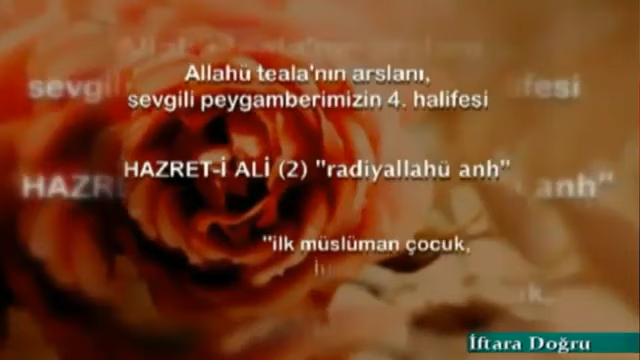 Allahü teala'nın arslanı,
sevgili peygamberimizin 4. halifesi
HAZRET-İ ALİ (2) "radiyallahü anh"
"ilk müslüman çocuk,
İftara Doğru